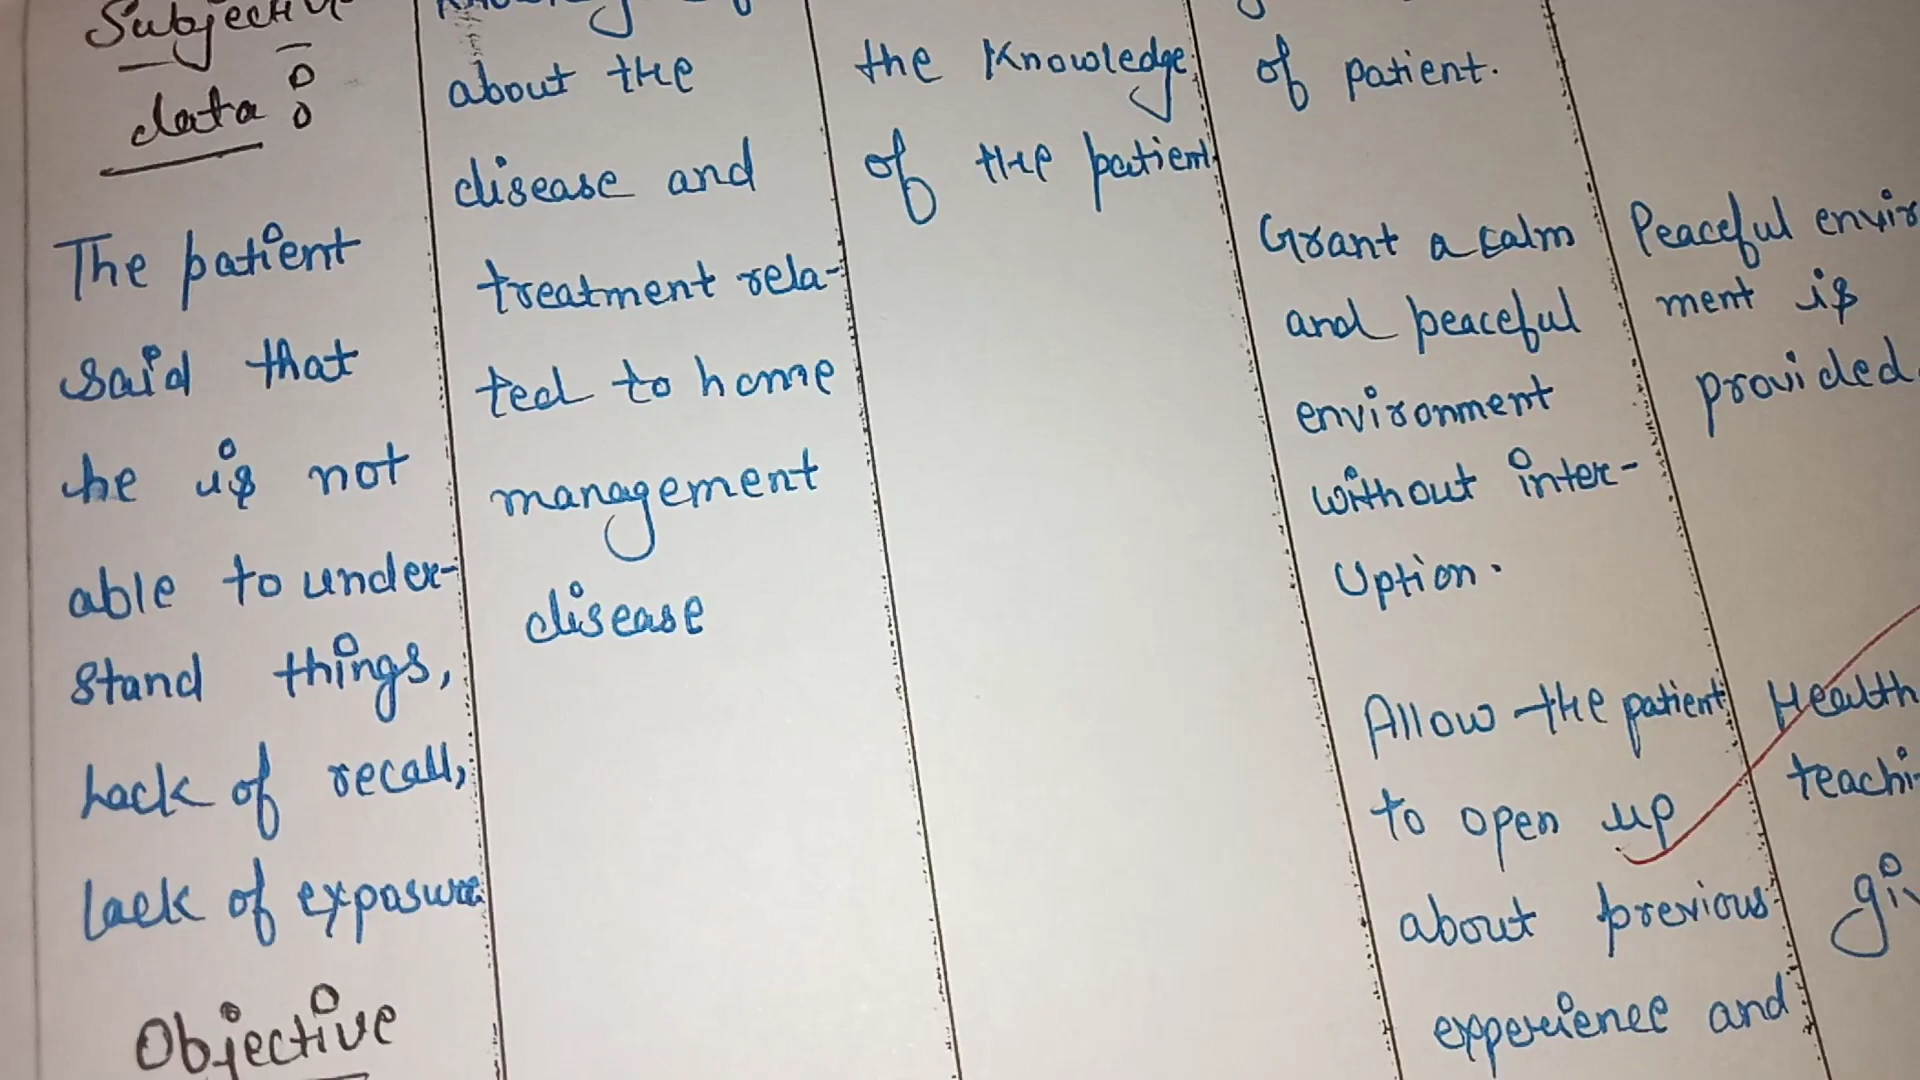 Subjective
data :
The patient
said that
he is not
able to under-
stand things,
Lack of recall,
lack of exposure
Objective
about the
disease and
treatment rela-
ted to home
management
disease
the Knowledge
of the patient
of patient.
Grant a calm
and peaceful
environment
without inter-
uption.
Allow the patient
to open up
about previous
experience and
Peaceful envir
ment is
provided.
Health
teachi
gi